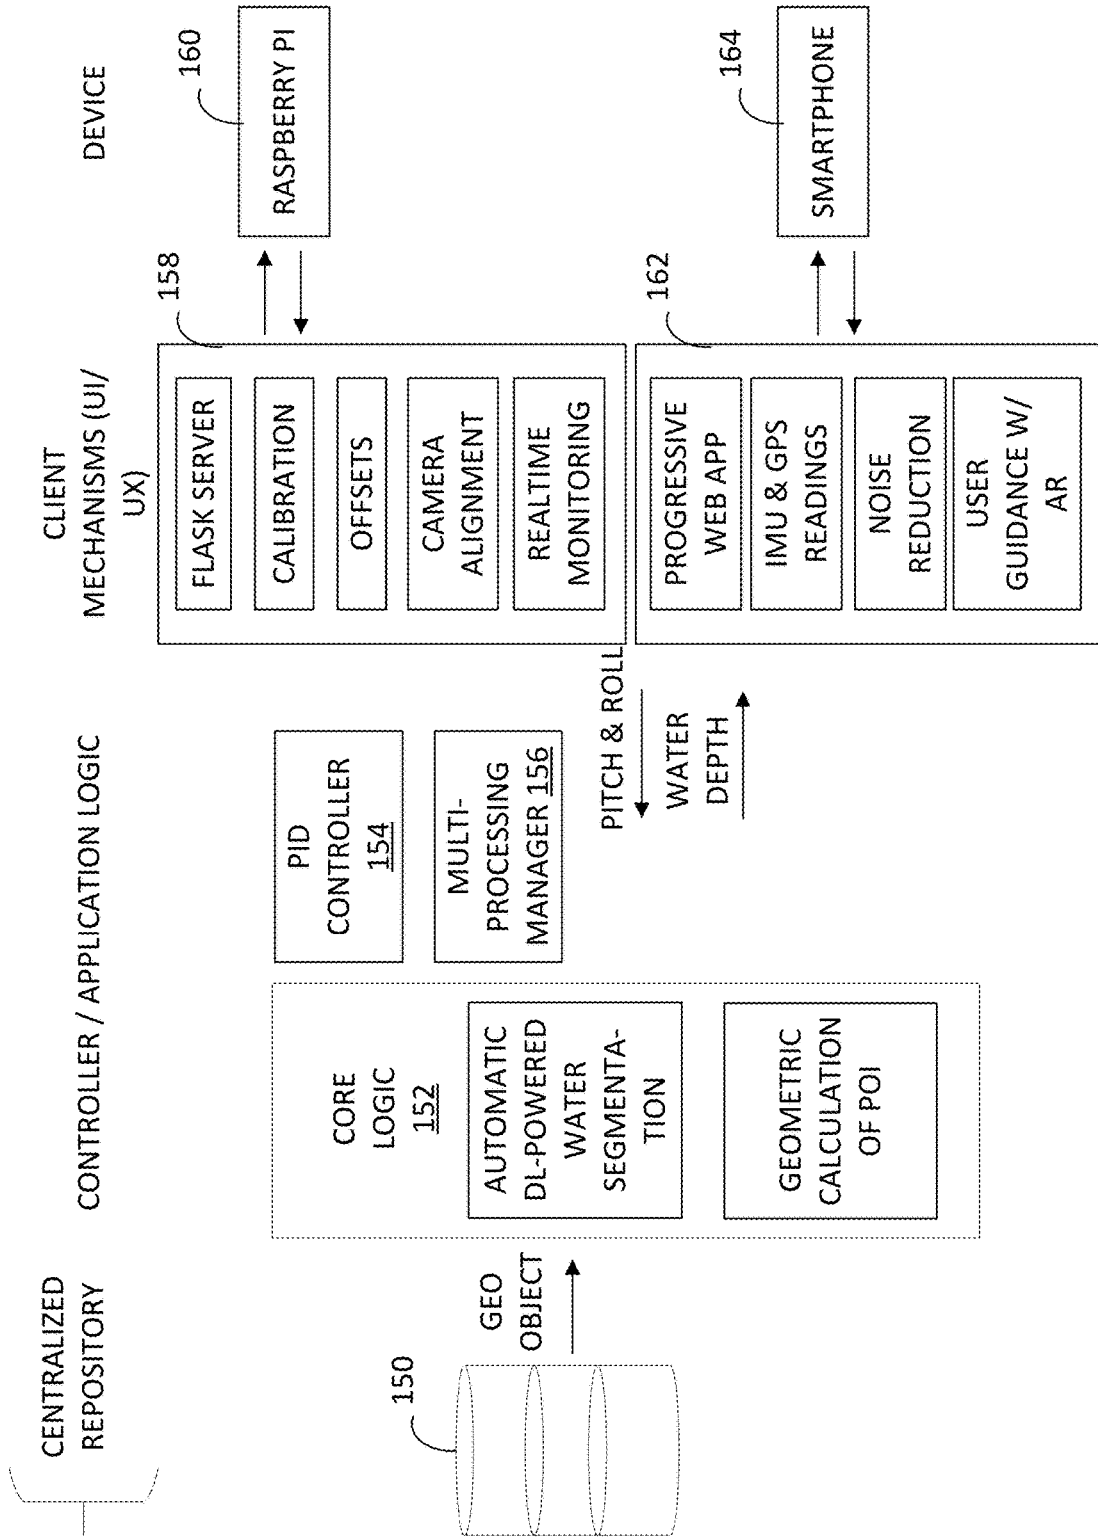 CENTRALIZED
REPOSITORY
CONTROLLER / APPLICATION LOGIC
CLIENT
MECHANISMS (UI/
UX)
DEVICE
150
GEO
OBJECT
CORE
LOGIC
152
AUTOMATIC
DL-POWERED
WATER
SEGMENTA-
TION
GEOMETRIC
CALCULATION
OF POI
PID
CONTROLLER
154
MULTI-
PROCESSING
MANAGER 156
PITCH & ROLL
WATER
DEPTH
158
FLASK SERVER
CALIBRATION
OFFSETS
CAMERA
ALIGNMENT
REALTIME
MONITORING
162
PROGRESSIVE
WEB APP
IMU & GPS
READINGS
NOISE
REDUCTION
USER
GUIDANCE W/
AR
160
RASPBERRY PI
164
SMARTPHONE